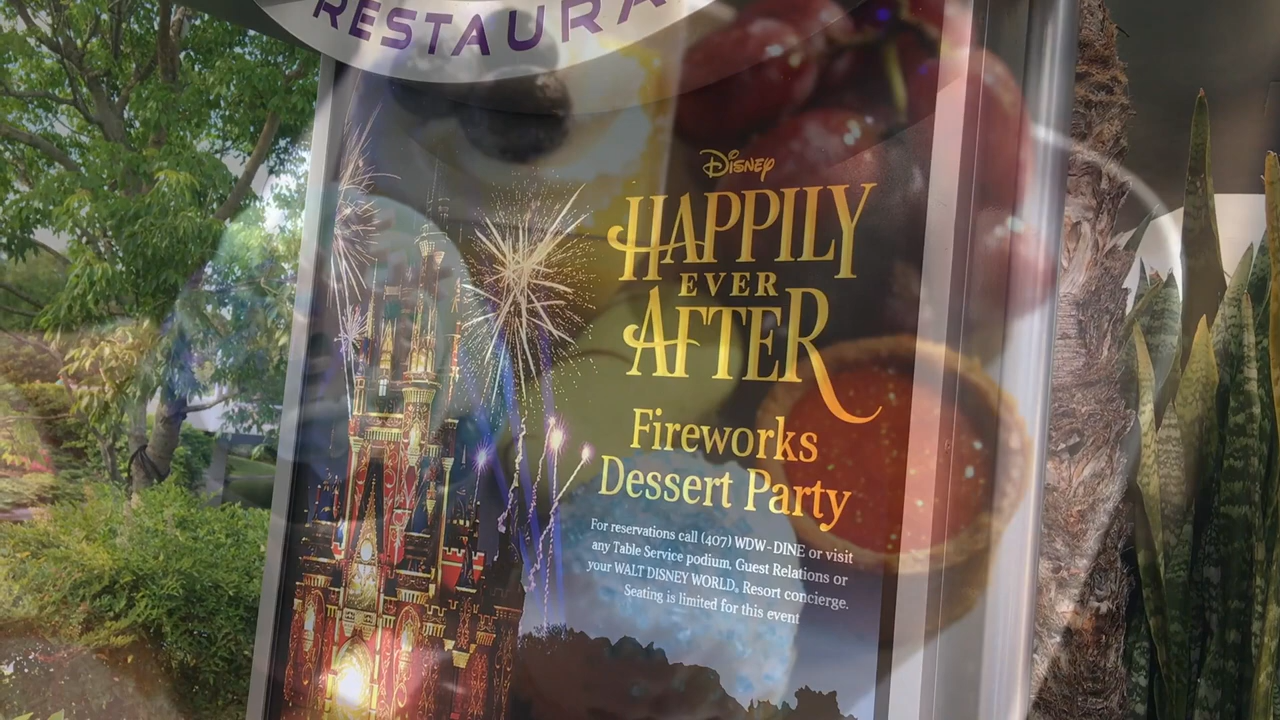 RESTAURA
Disney
HAPPILY
EVER
AFTER
Fireworks
Dessert Party
For reservations call (407) WDW-DINE or visit
any Table Service podium, Guest Relations or
your WALT DISNEY WORLD® Resort concierge.
Seating is limited for this event